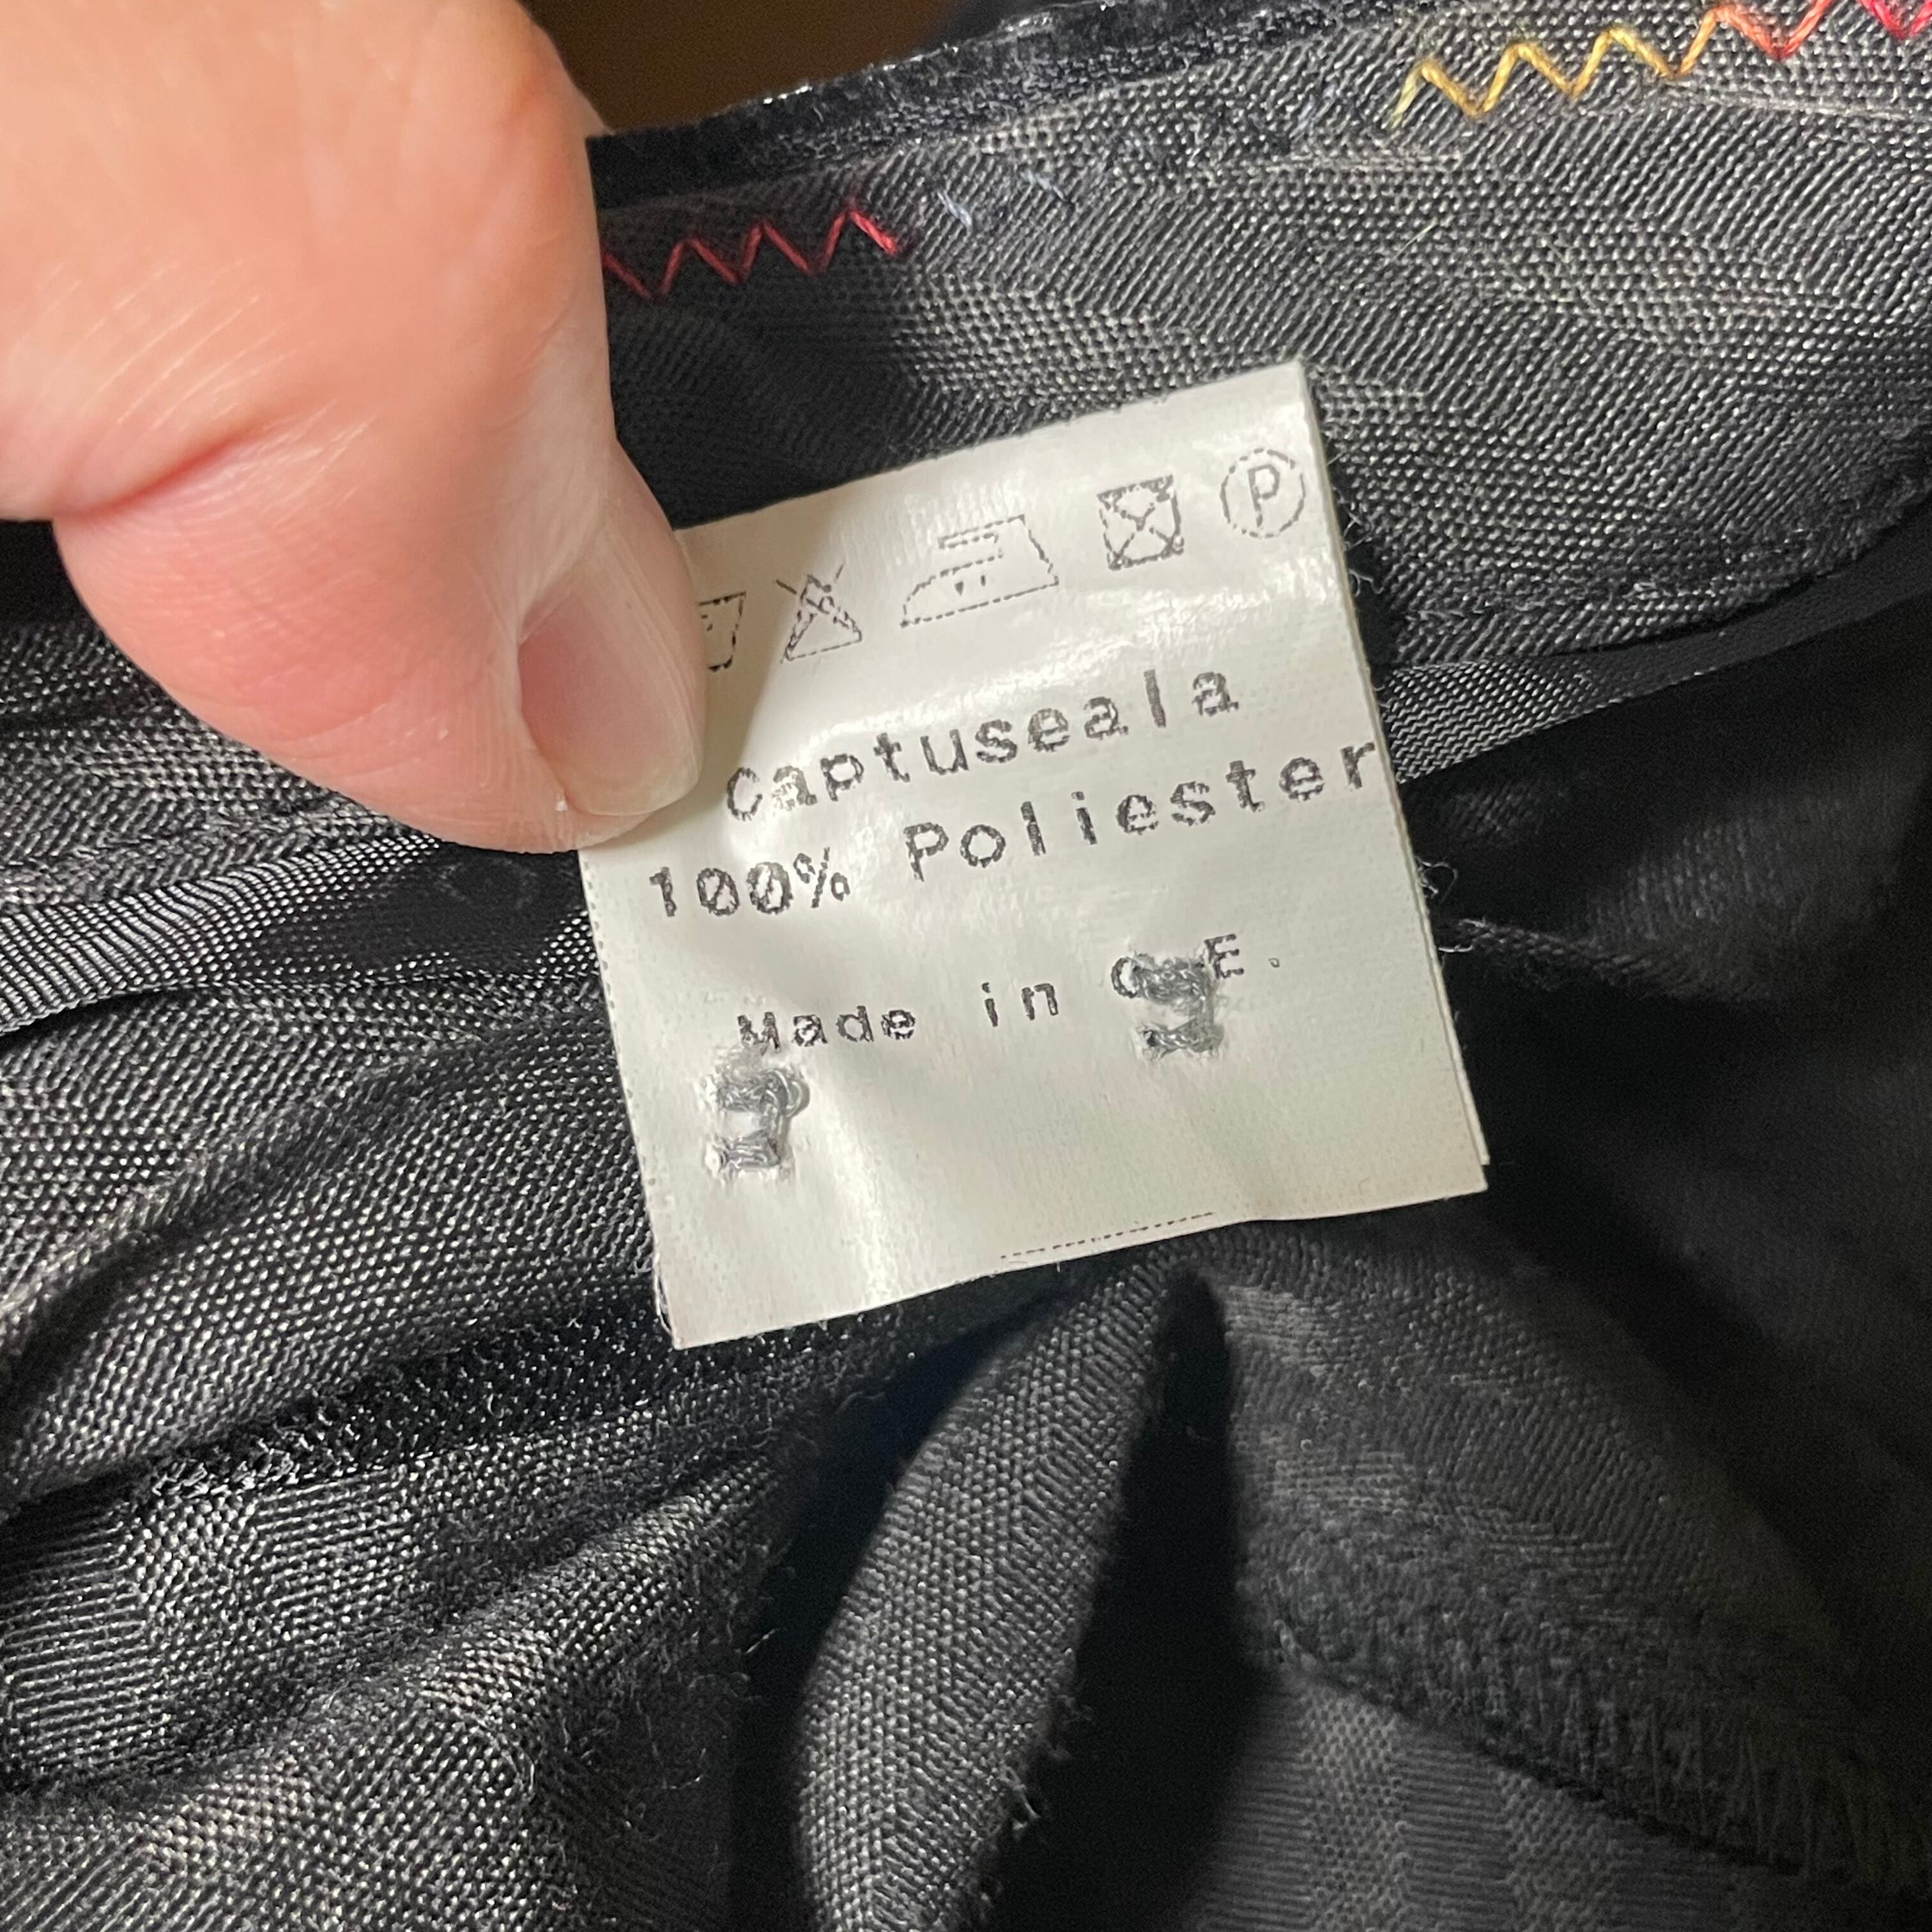 P
Captuseala
100% Poliester
Made in